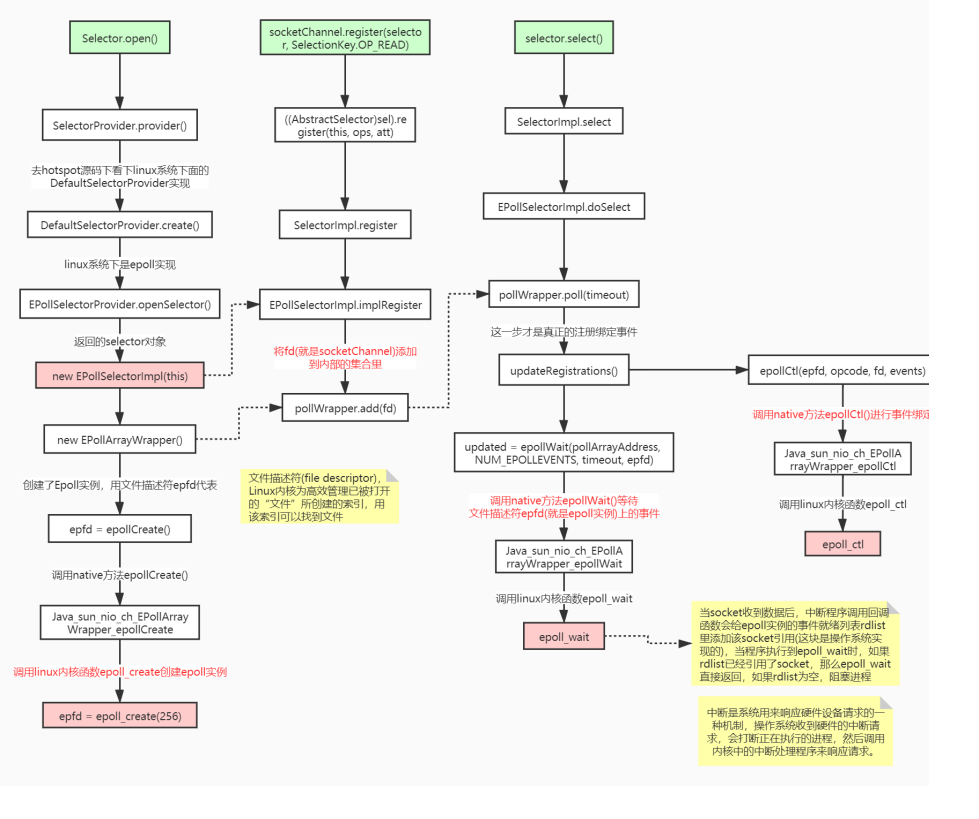 Selector.open()
SelectorProvider.provider()
去hotspot源码下看下linux系统下面的
DefaultSelectorProvider实现
DefaultSelectorProvider.create()
linux系统下是epoll实现
EPollSelectorProvider.openSelector()
返回的selector对象
new EPollSelectorImpl(this)
new EPollArrayWrapper()
创建了Epoll实例，用文件描述符epfd代表
epfd = epollCreate()
调用native方法epollCreate()
Java_sun_nio_ch_EPollArray
Wrapper_epollCreate
调用linux内核函数epoll_create创建epoll实例
epfd = epoll_create(256)
socketChannel.register(selecto
r, SelectionKey.OP_READ)
((AbstractSelector)sel).re
gister(this, ops, att)
SelectorImpl.register
EPollSelectorImpl.implRegister
将fd(就是socketChannel)添加
到内部的集合里
pollWrapper.add(fd)
文件描述符(file descriptor)，
Linux内核为高效管理已被打开
的“文件”所创建的索引，用
该索引可以找到文件
selector.select()
SelectorImpl.select
EPollSelectorImpl.doSelect
pollWrapper.poll(timeout)
这一步才是真正的注册绑定事件
updateRegistrations()
updated = epollWait(pollArrayAddress,
NUM_EPOLLEVENTS, timeout, epfd)
调用native方法epollWait()等待
文件描述符epfd(就是epoll实例)上的事件
Java_sun_nio_ch_EPollA
rrayWrapper_epollWait
调用linux内核函数epoll_wait
epoll_wait
epollCtl(epfd, opcode, fd, events)
调用native方法epollCtl()进行事件绑定
Java_sun_nio_ch_EPollA
rrayWrapper_epollCtl
调用linux内核函数epoll_ctl
epoll_ctl
当socket收到数据后，中断程序调用回调
函数会给epoll实例的事件就绪列表rdlist
里添加该socket引用(这块是操作系统实
现的)，当程序执行到epoll_wait时，如果
rdlist已经引用了socket，那么epoll_wait
直接返回，如果rdlist为空，阻塞进程
中断是系统用来响应硬件设备请求的一
种机制，操作系统收到硬件的中断请
求，会打断正在执行的进程，然后调用
内核中的中断处理程序来响应请求。